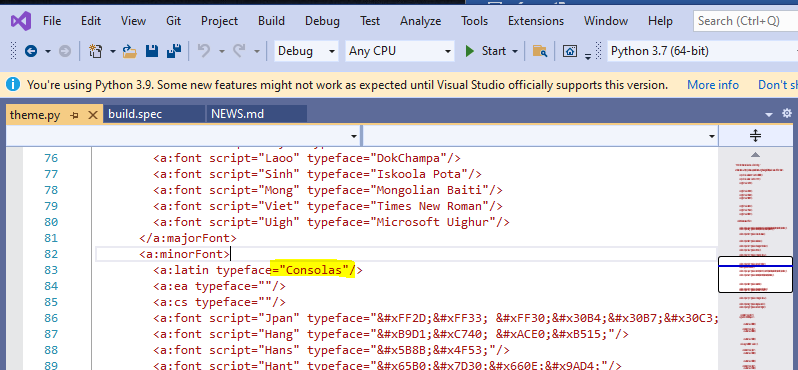 File Edit View Project Build Debug Test Analyze Tools Extensions Window Help Search (Ctrl+Q)
Debug Any CPU Start Python 3.7 (64-bit)
You're using Python 3.9. Some new features might not work as expected until Visual Studio officially supports this version. More info Don't sh
theme.py build.spec NEWS.md
76 <a:font script="Laoo" typeface="DokChampa"/>
77 <a:font script="Sinh" typeface="Iskoola Pota"/>
78 <a:font script="Mong" typeface="Mongolian Baiti"/>
79 <a:font script="Viet" typeface="Times New Roman"/>
80 <a:font script="Uigh" typeface="Microsoft Uighur"/>
81 </a:majorFont>
82 <a:minorFont>
83 <a:latin typeface="Consolas"/>
84 <a:ea typeface=""/>
85 <a:cs typeface=""/>
86 <a:font script="Jpan" typeface="&#xFF2D;&#xFF33; &#xFF30;&#x30B4;&#x30B7;&#x30C3;
87 <a:font script="Hang" typeface="&#xB9D1;&#xC740; &#xACE0;&#xB515;"/>
88 <a:font script="Hans" typeface="&#x5B8B;&#x4F53;"/>
89 <a:font script="Hant" typeface="&#x65B0;&#x7D30;&#x660E;&#x9AD4;"/>